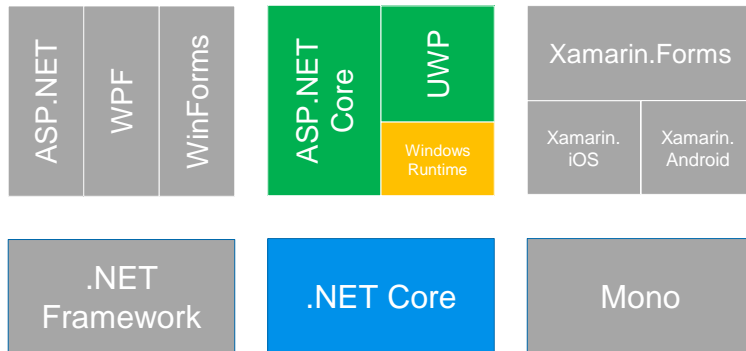 ASP.NET
WPF
WinForms
ASP.NET
Core
UWP
Windows
Runtime
Xamarin.Forms
Xamarin.
iOS
Xamarin.
Android
.NET
Framework
.NET Core
Mono